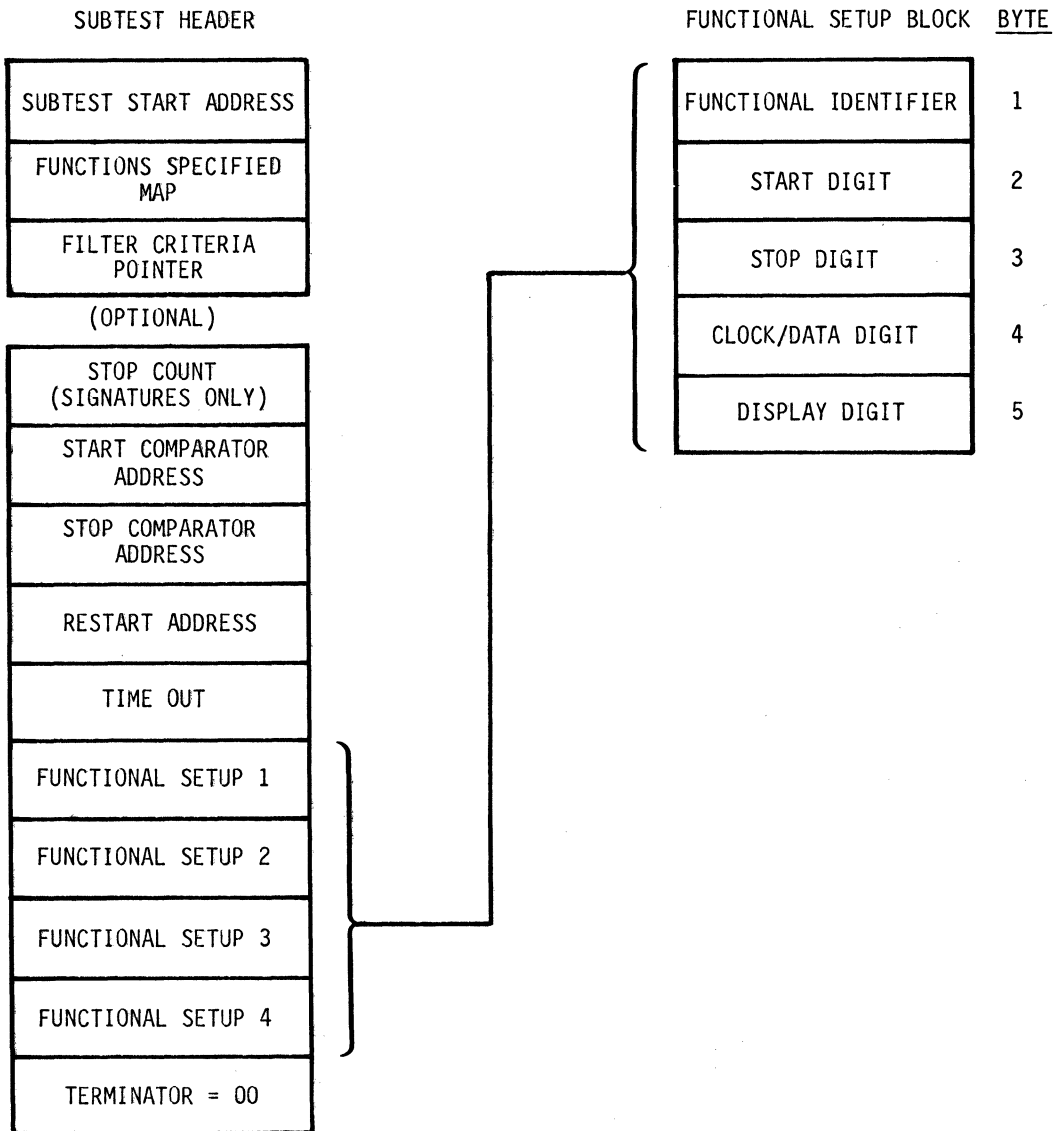 SUBTEST HEADER
SUBTEST START ADDRESS
FUNCTIONS SPECIFIED
MAP
FILTER CRITERIA
POINTER
(OPTIONAL)
STOP COUNT
(SIGNATURES ONLY)
START COMPARATOR
ADDRESS
STOP COMPARATOR
ADDRESS
RESTART ADDRESS
TIME OUT
FUNCTIONAL SETUP 1
FUNCTIONAL SETUP 2
FUNCTIONAL SETUP 3
FUNCTIONAL SETUP 4
TERMINATOR = 00
FUNCTIONAL SETUP BLOCK BYTE
FUNCTIONAL IDENTIFIER 1
START DIGIT 2
STOP DIGIT 3
CLOCK/DATA DIGIT 4
DISPLAY DIGIT 5